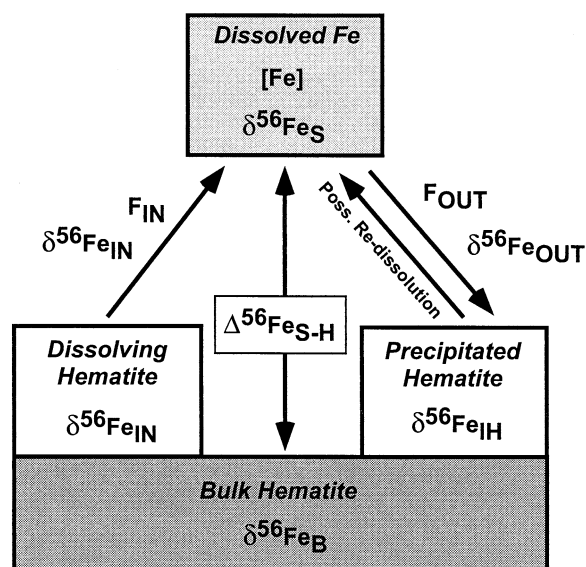 Dissolved Fe
[Fe]
δ56FeS
FIN
δ56FeIN
Δ56FeS-H
Poss. Re-dissolution
FOUT
δ56FeOUT
Dissolving
Hematite
δ56FeIN
Precipitated
Hematite
δ56FeIH
Bulk Hematite
δ56FeB